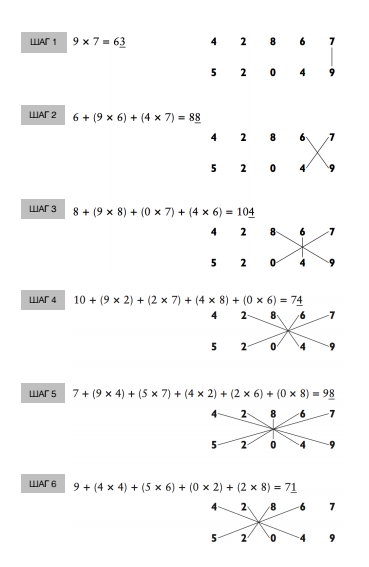 ШАГ 1 9 × 7 = 63
4 2 8 6 7
5 2 0 4 9
ШАГ 2 6 + (9 × 6) + (4 × 7) = 88
4 2 8 6 7
5 2 0 4 9
ШАГ 3 8 + (9 × 8) + (0 × 7) + (4 × 6) = 104
4 2 8 6 7
5 2 0 4 9
ШАГ 4 10 + (9 × 2) + (2 × 7) + (4 × 8) + (0 × 6) = 74
4 2 8 6 7
5 2 0 4 9
ШАГ 5 7 + (9 × 4) + (5 × 7) + (4 × 2) + (2 × 6) + (0 × 8) = 98
4 2 8 6 7
5 2 0 4 9
ШАГ 6 9 + (4 × 4) + (5 × 6) + (0 × 2) + (2 × 8) = 71
4 2 8 6 7
5 2 0 4 9